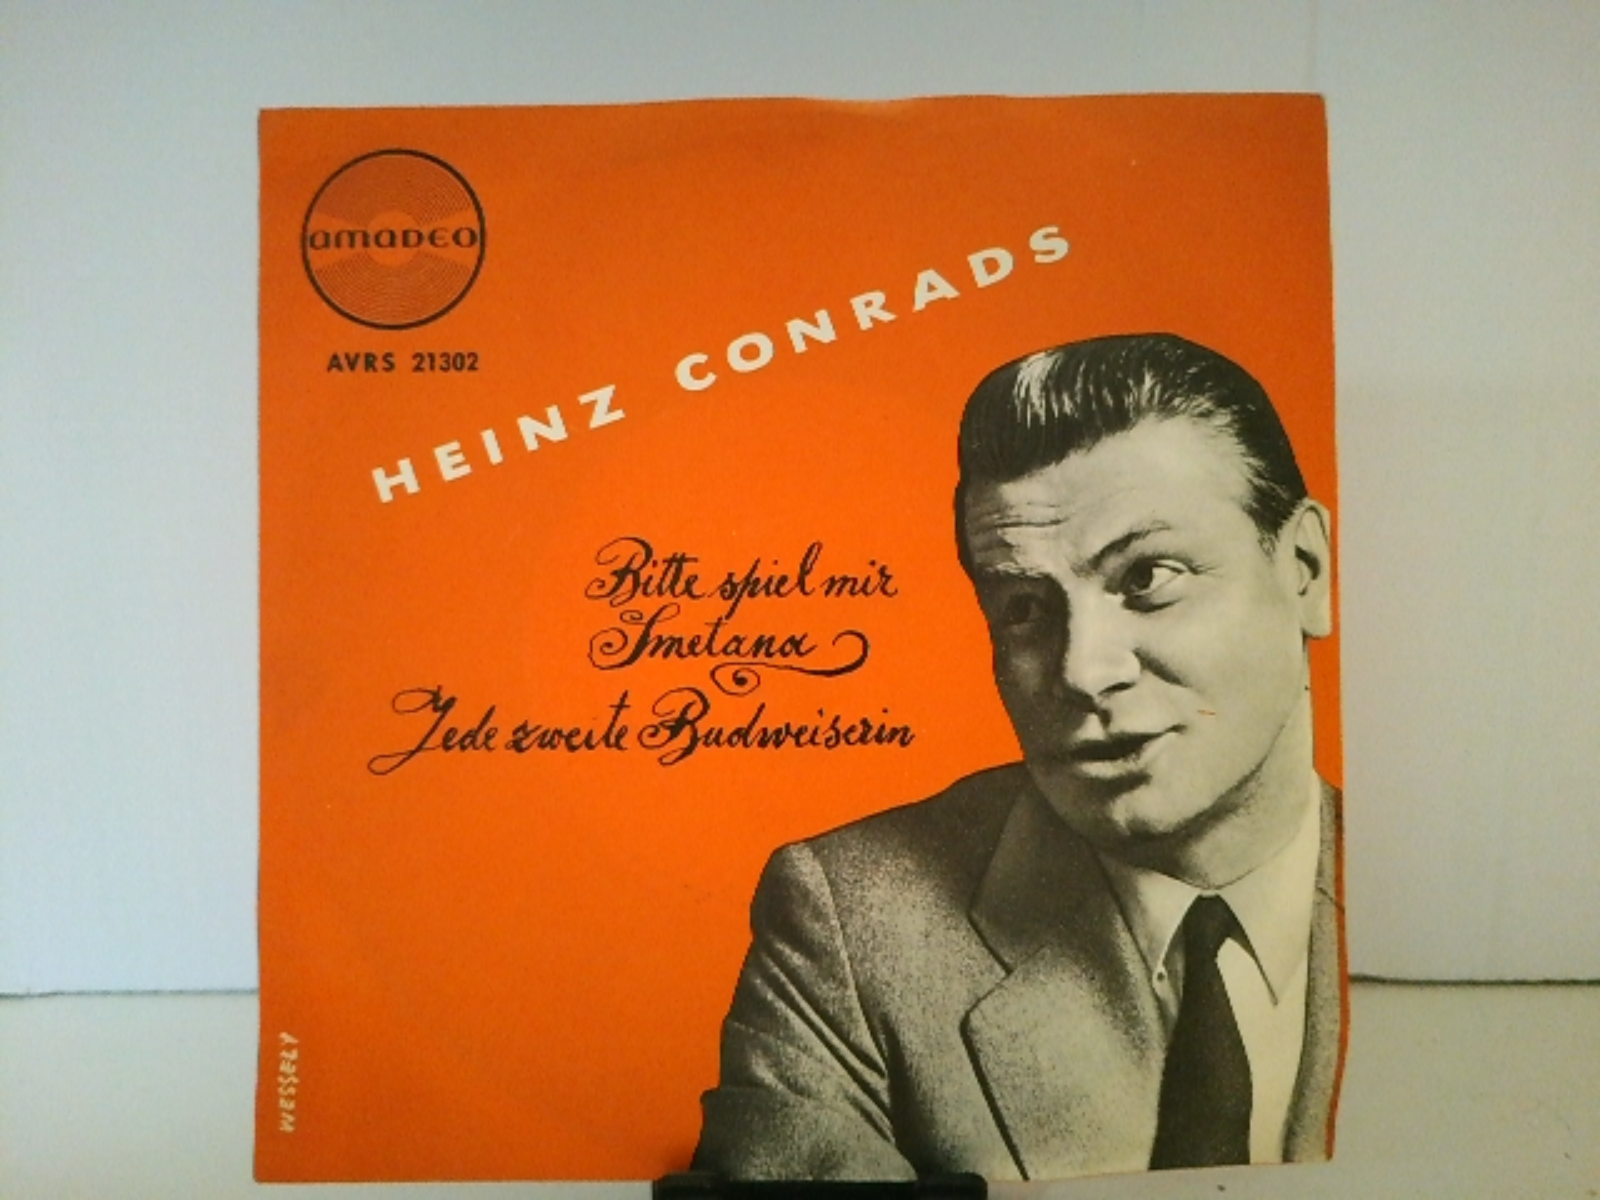 amadeo
AVRS 21302
HEINZ CONRADS
Bitte spiel mir
Smetana
Jede zweite Budweiserin
WESSELY